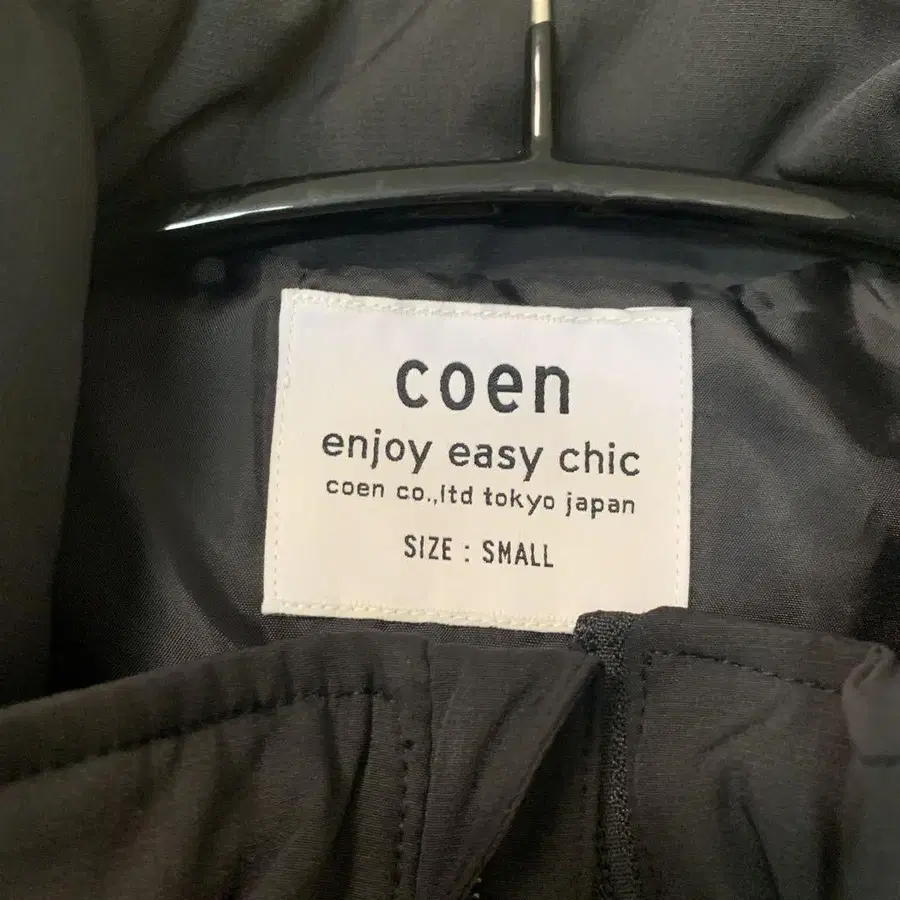 coen
enjoy easy chic
coen co.,ltd tokyo japan
SIZE : SMALL